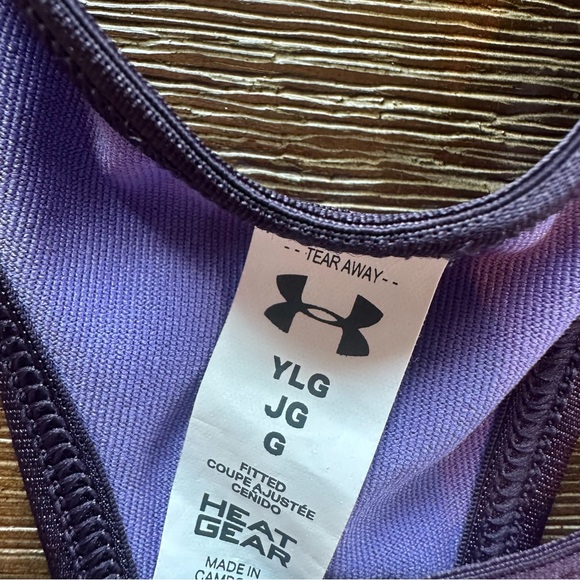 - - TEAR AWAY - -
YLG
JG
G
FITTED
COUPE AJUSTÉE
CEÑIDO
HEAT
GEAR
MADE IN